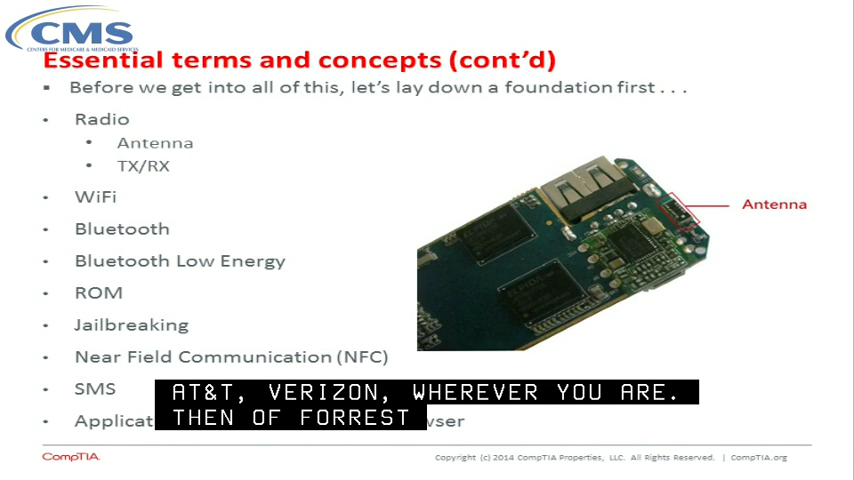 CMS
CENTERS FOR MEDICARE & MEDICAID SERVICES
Essential terms and concepts (cont'd)
Before we get into all of this, let's lay down a foundation first . . .
Radio
Antenna
TX/RX
WiFi
Bluetooth
Bluetooth Low Energy
ROM
Jailbreaking
Near Field Communication (NFC)
SMS
Antenna
AT&T, VERIZON, WHEREVER YOU ARE.
THEN OF FORREST
CompTIA.
Copyright (c) 2014 CompTIA Properties, LLC. All Rights Reserved. | CompTIA.org